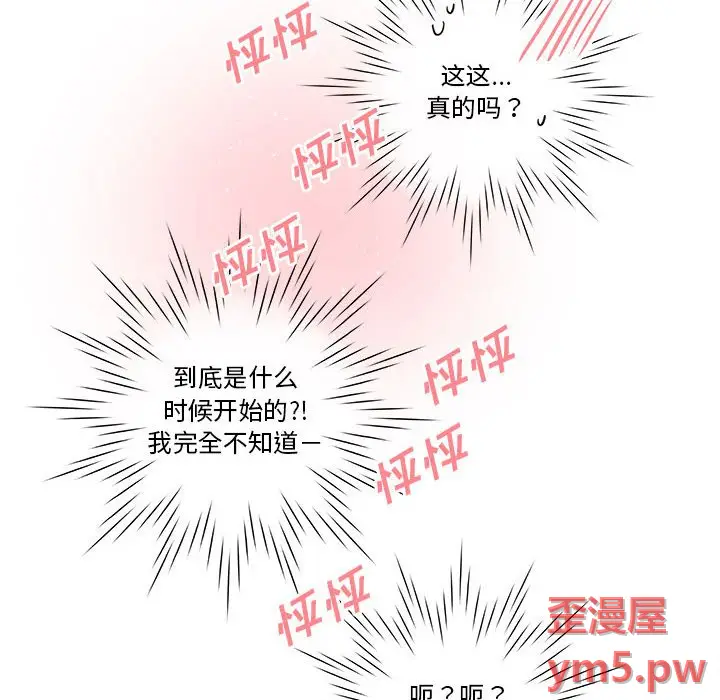 怦怦
这这...
真的吗？
怦怦
怦怦
到底是什么
时候开始的?!
我完全不知道—
怦怦
怦怦
怦怦
歪漫屋
ym5.pw
呃？呃？